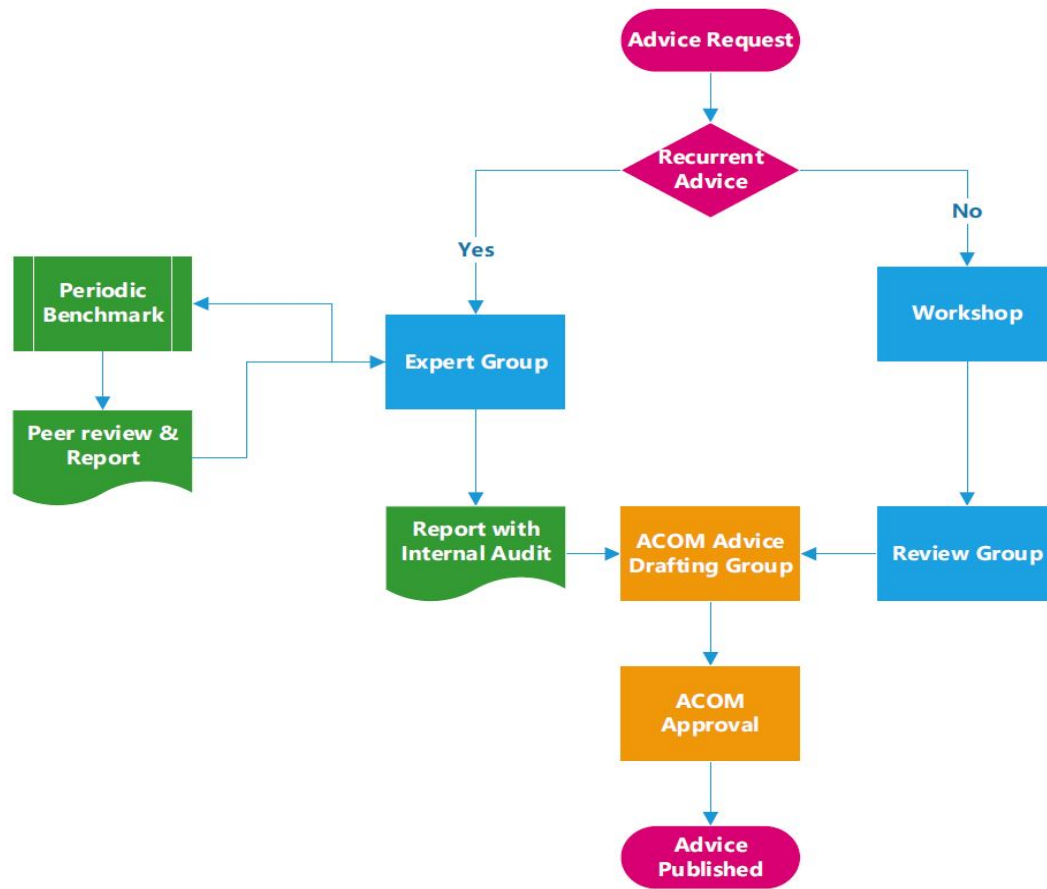 Advice Request
Recurrent
Advice
No
Yes
Periodic
Benchmark
Workshop
Expert Group
Peer review &
Report
Report with
Internal Audit
ACOM Advice
Drafting Group
Review Group
ACOM
Approval
Advice
Published